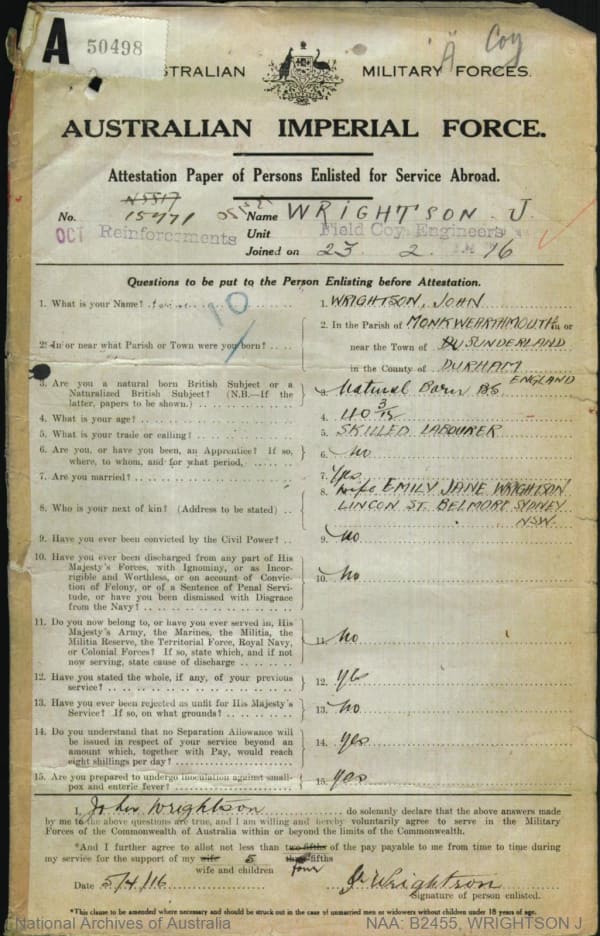 A 50498
Coy
A
AUSTRALIAN MILITARY FORCES.
AUSTRALIAN IMPERIAL FORCE.
Attestation Paper of Persons Enlisted for Service Abroad.
No. 15771 Name WRIGHTSON J
OCT Reinforcements Unit Field Coy. Engineers
Joined on 23 2 16
Questions to be put to the Person Enlisting before Attestation.
10
1. What is your Name? 1. WRIGHTSON, JOHN
2. In or near what Parish or Town were you born? 2. In the Parish of MONKWEARTHMOUTH in or
near the Town of SUNDERLAND
in the County of DURHAM
ENGLAND
3. Are you a natural born British Subject or a 3. Natural Born BS
Naturalized British Subject? (N.B.—If the
latter, papers to be shown.)
4. What is your age? 4. 40 3/12
5. What is your trade or calling? 5. SKILLED LABOURER
6. Are you, or have you been, an Apprentice? If so, 6. No
where, to whom, and for what period,
7. Are you married? 7. Yes
8. Who is your next of kin? (Address to be stated) 8. Wife EMILY JANE WRIGHTSON
LINCON ST. BELMORE SYDNEY
NSW.
9. Have you ever been convicted by the Civil Power? 9. No
10. Have you ever been discharged from any part of His
Majesty's Forces, with Ignominy, or as Incor-
rigible and Worthless, or on account of Convic-
tion of Felony, or of a Sentence of Penal Servi- 10. No
tude, or have you been dismissed with Disgrace
from the Navy?
11. Do you now belong to, or have you ever served in, His
Majesty's Army, the Marines, the Militia, the
Militia Reserve, the Territorial Force, Royal Navy, 11. No
or Colonial Forces? If so, state which, and if not
now serving, state cause of discharge
12. Have you stated the whole, if any, of your previous 12. Yes
service?
13. Have you ever been rejected as unfit for His Majesty's 13. No
Service? If so, on what grounds?
14. Do you understand that no Separation Allowance will
be issued in respect of your service beyond an 14. Yes
amount which, together with Pay, would reach
eight shillings per day?
15. Are you prepared to undergo inoculation against small- 15. Yes
pox and enteric fever?
I, John Wrightson do solemnly declare that the above answers made
by me to the above questions are true, and I am willing and hereby voluntarily agree to serve in the Military
Forces of the Commonwealth of Australia within or beyond the limits of the Commonwealth.
*And I further agree to allot not less than two-fifths of the pay payable to me from time to time during
my service for the support of my wife 5 three-fifths
wife and children four
Date 5/4/16 J. Wrightson
Signature of person enlisted.
*This clause to be amended where necessary and should be struck out in the case of unmarried men or widowers without children under 18 years of age.
National Archives of Australia NAA: B2455, WRIGHTSON J